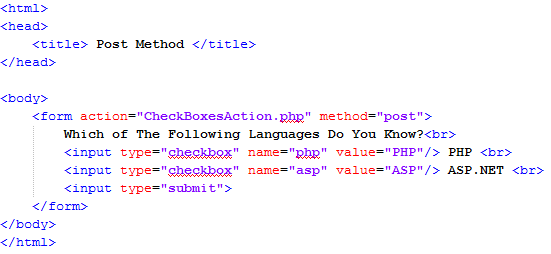 <html>
<head>
<title> Post Method </title>
</head>
<body>
<form action="CheckBoxesAction.php" method="post">
Which of The Following Languages Do You Know?<br>
<input type="checkbox" name="php" value="PHP"/> PHP <br>
<input type="checkbox" name="asp" value="ASP"/> ASP.NET <br>
<input type="submit">
</form>
</body>
</html>